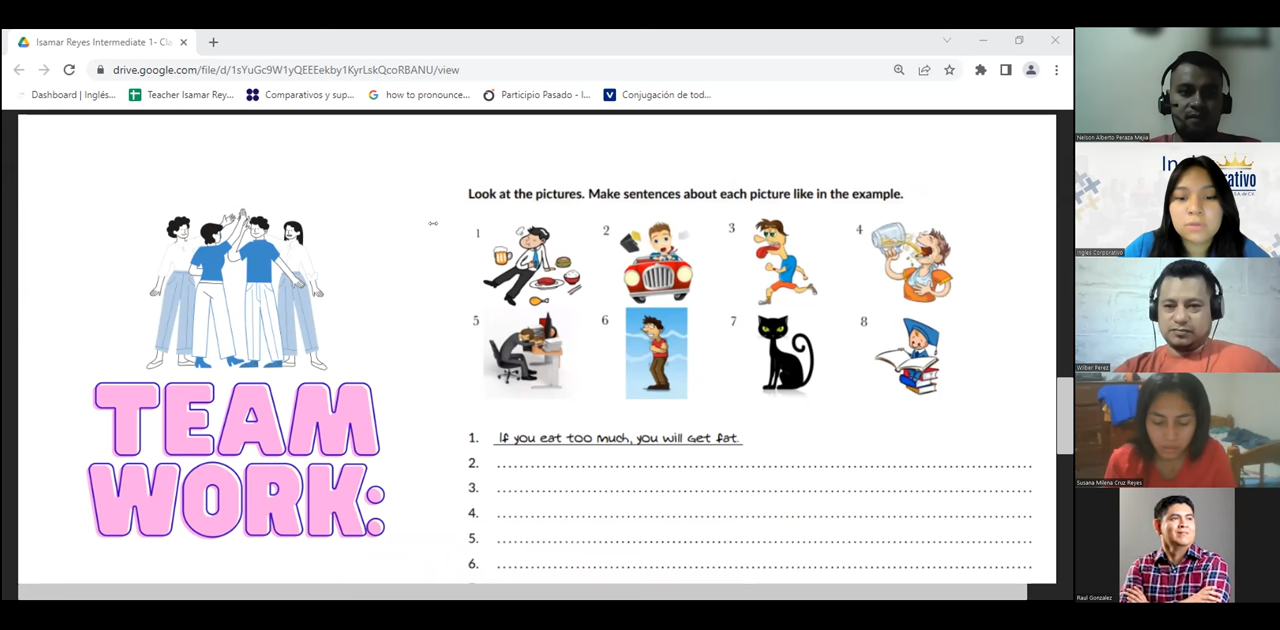 Isamar Reyes Intermediate 1- Cla
drive.google.com/file/d/1sYuGc9W1yQEEEekby1KyrLskQcoRBANU/view
Dashboard | Inglés...
Teacher Isamar Rey...
Comparativos y sup...
how to pronounce...
Participio Pasado - I...
Conjugación de tod...
TEAM
WORK:
Look at the pictures. Make sentences about each picture like in the example.
1 2 3 4
5 6 7 8
1. If you eat too much, you will get fat.
2.
3.
4.
5.
6.
Nelson Alberto Peraza Mejia
In
ativo
S.A. de C.V.
Ingles Corporativo
Wilber Perez
Susana Milena Cruz Reyes
Raul Gonzalez